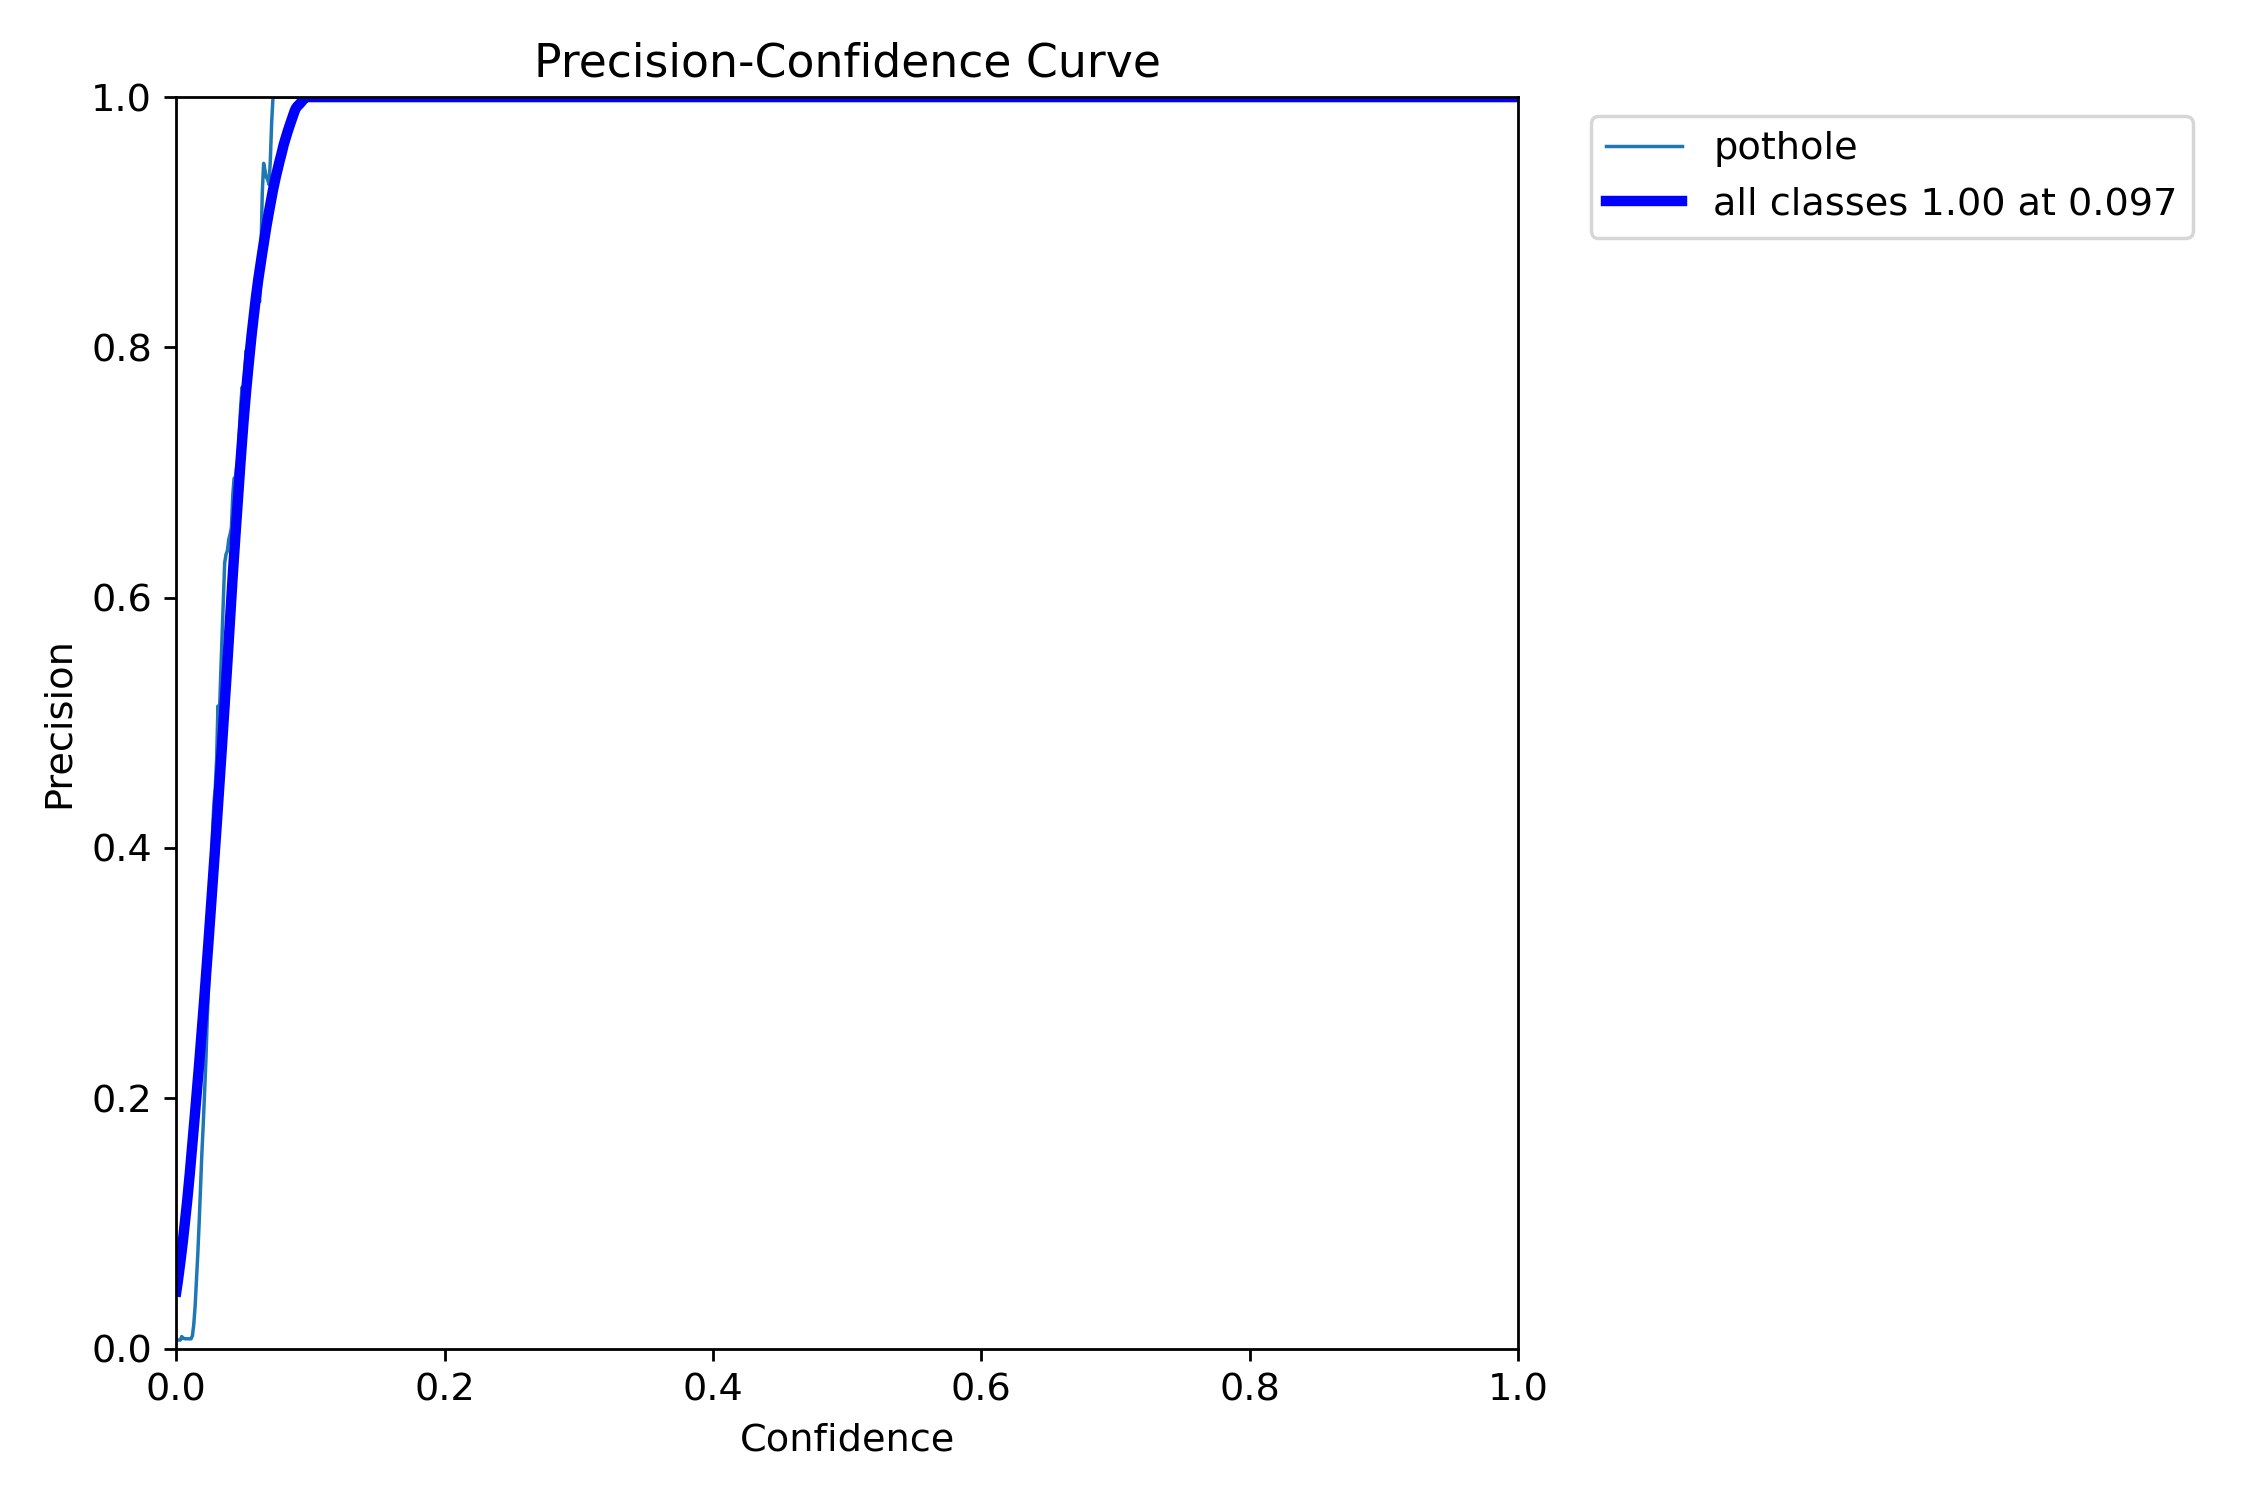 Precision-Confidence Curve
1.0
0.8
0.6
0.4
0.2
0.0
Precision
0.0 0.2 0.4 0.6 0.8 1.0
Confidence
pothole
all classes 1.00 at 0.097